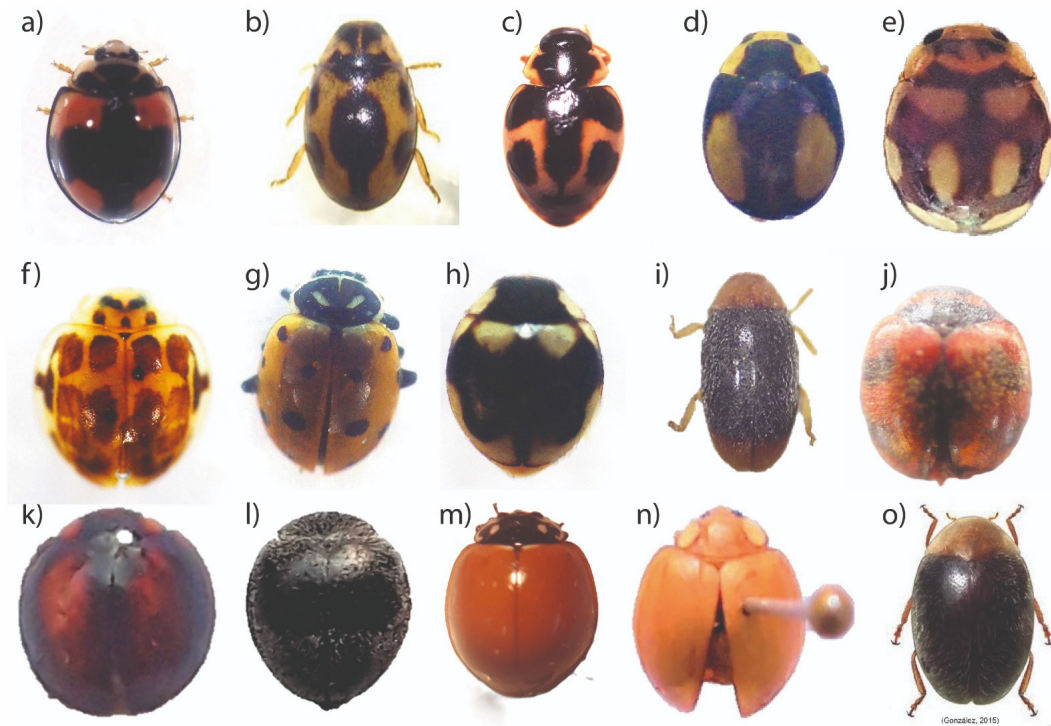 a)
b)
c)
d)
e)
f)
g)
h)
i)
j)
k)
l)
m)
n)
o)
(González, 2015)